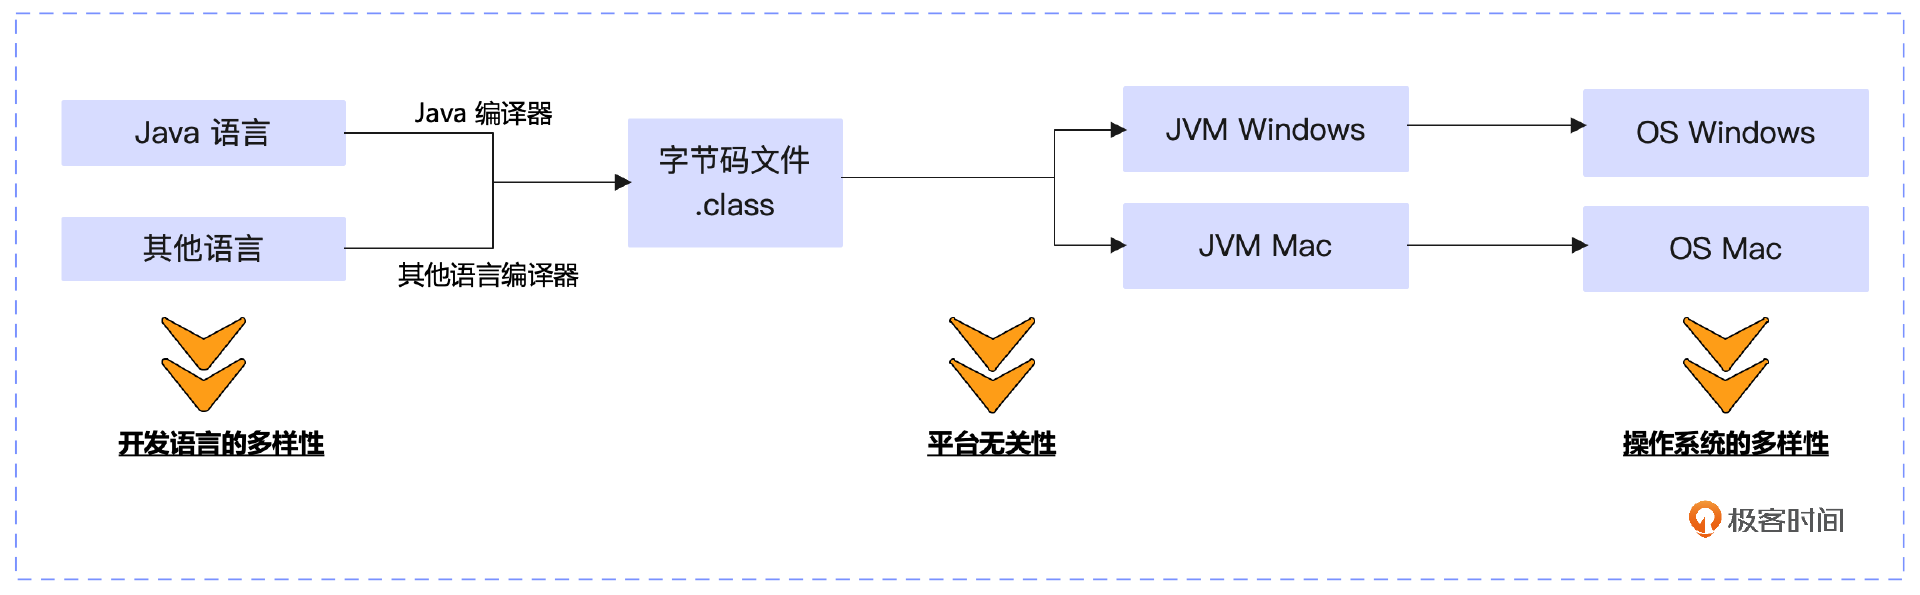 Java 语言
Java 编译器
其他语言
其他语言编译器
字节码文件
.class
JVM Windows
JVM Mac
OS Windows
OS Mac
开发语言的多样性
平台无关性
操作系统的多样性
极客时间